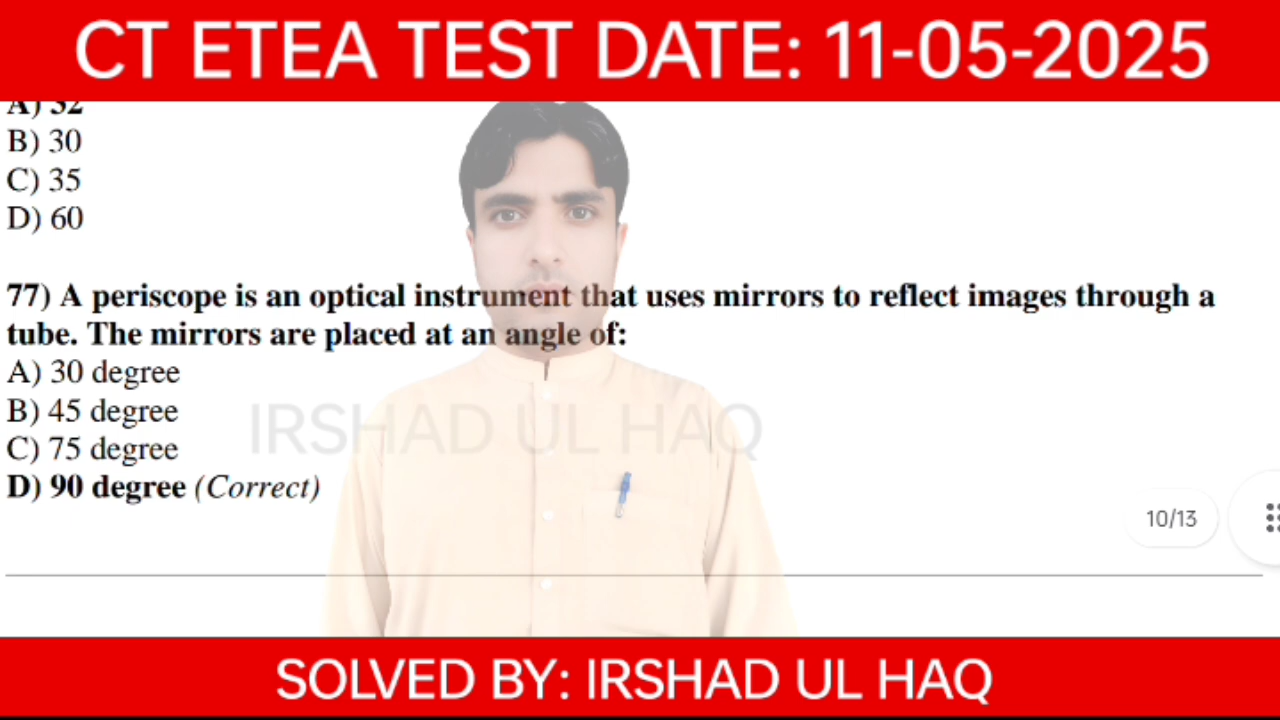 CT ETEA TEST DATE: 11-05-2025
A) 32
B) 30
C) 35
D) 60
77) A periscope is an optical instrument that uses mirrors to reflect images through a
tube. The mirrors are placed at an angle of:
A) 30 degree
B) 45 degree
C) 75 degree
D) 90 degree (Correct)
IRSHAD UL HAQ
10/13
SOLVED BY: IRSHAD UL HAQ